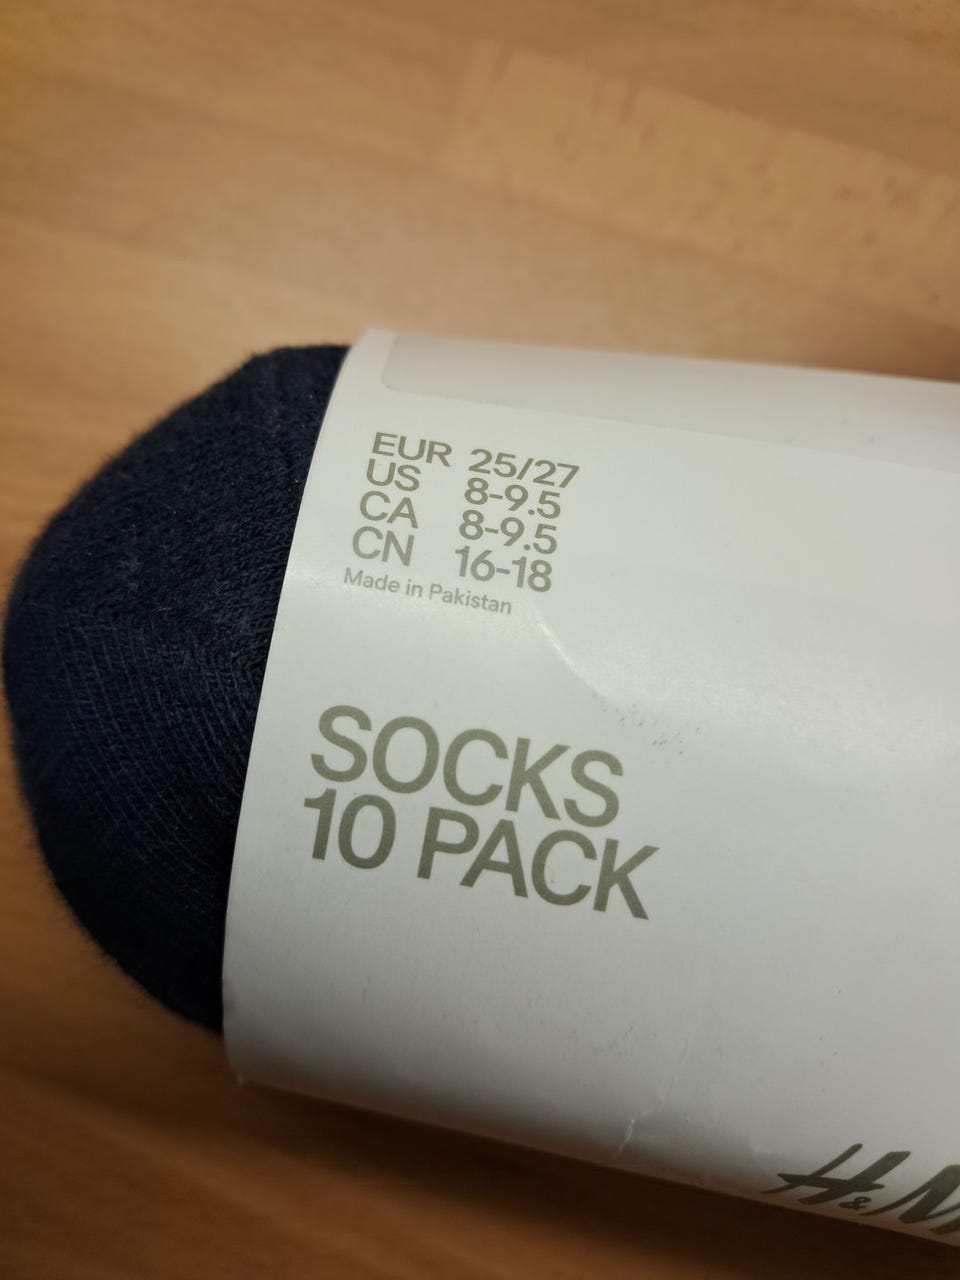 EUR 25/27
US 8-9.5
CA 8-9.5
CN 16-18
Made in Pakistan
SOCKS
10 PACK
H&M